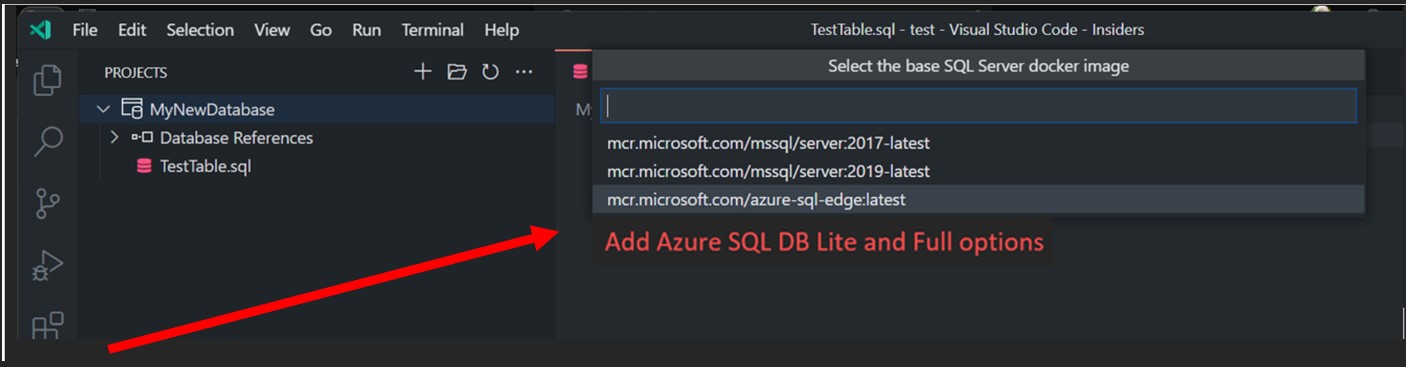 File Edit Selection View Go Run Terminal Help TestTable.sql - test - Visual Studio Code - Insiders
PROJECTS
Select the base SQL Server docker image
MyNewDatabase
Database References
TestTable.sql
mcr.microsoft.com/mssql/server:2017-latest
mcr.microsoft.com/mssql/server:2019-latest
mcr.microsoft.com/azure-sql-edge:latest
Add Azure SQL DB Lite and Full options